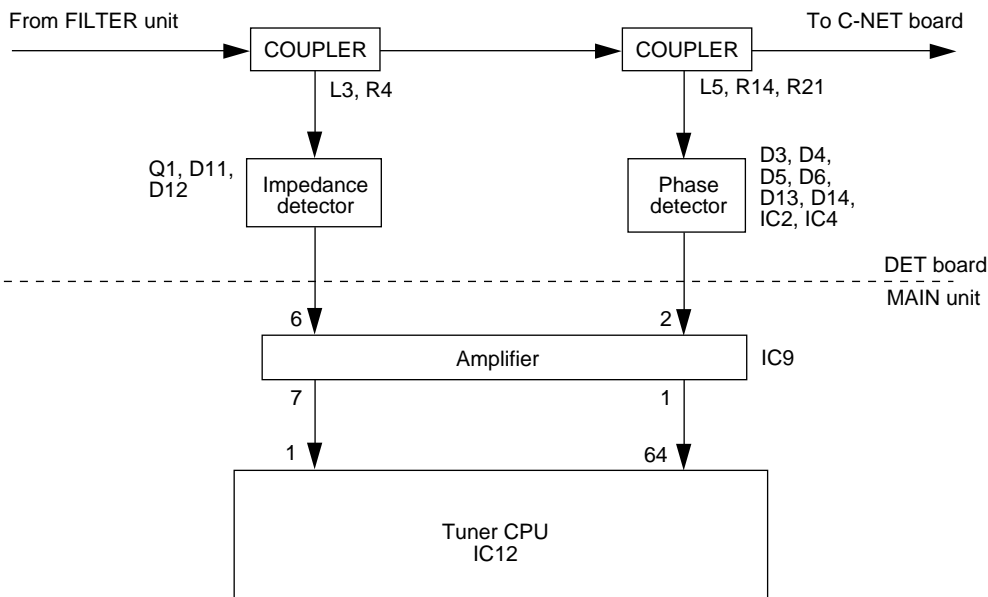 From FILTER unit
To C-NET board
COUPLER
COUPLER
L3, R4
L5, R14, R21
Q1, D11,
D12
Impedance
detector
Phase
detector
D3, D4,
D5, D6,
D13, D14,
IC2, IC4
DET board
MAIN unit
6
2
Amplifier
IC9
7
1
1
64
Tuner CPU
IC12